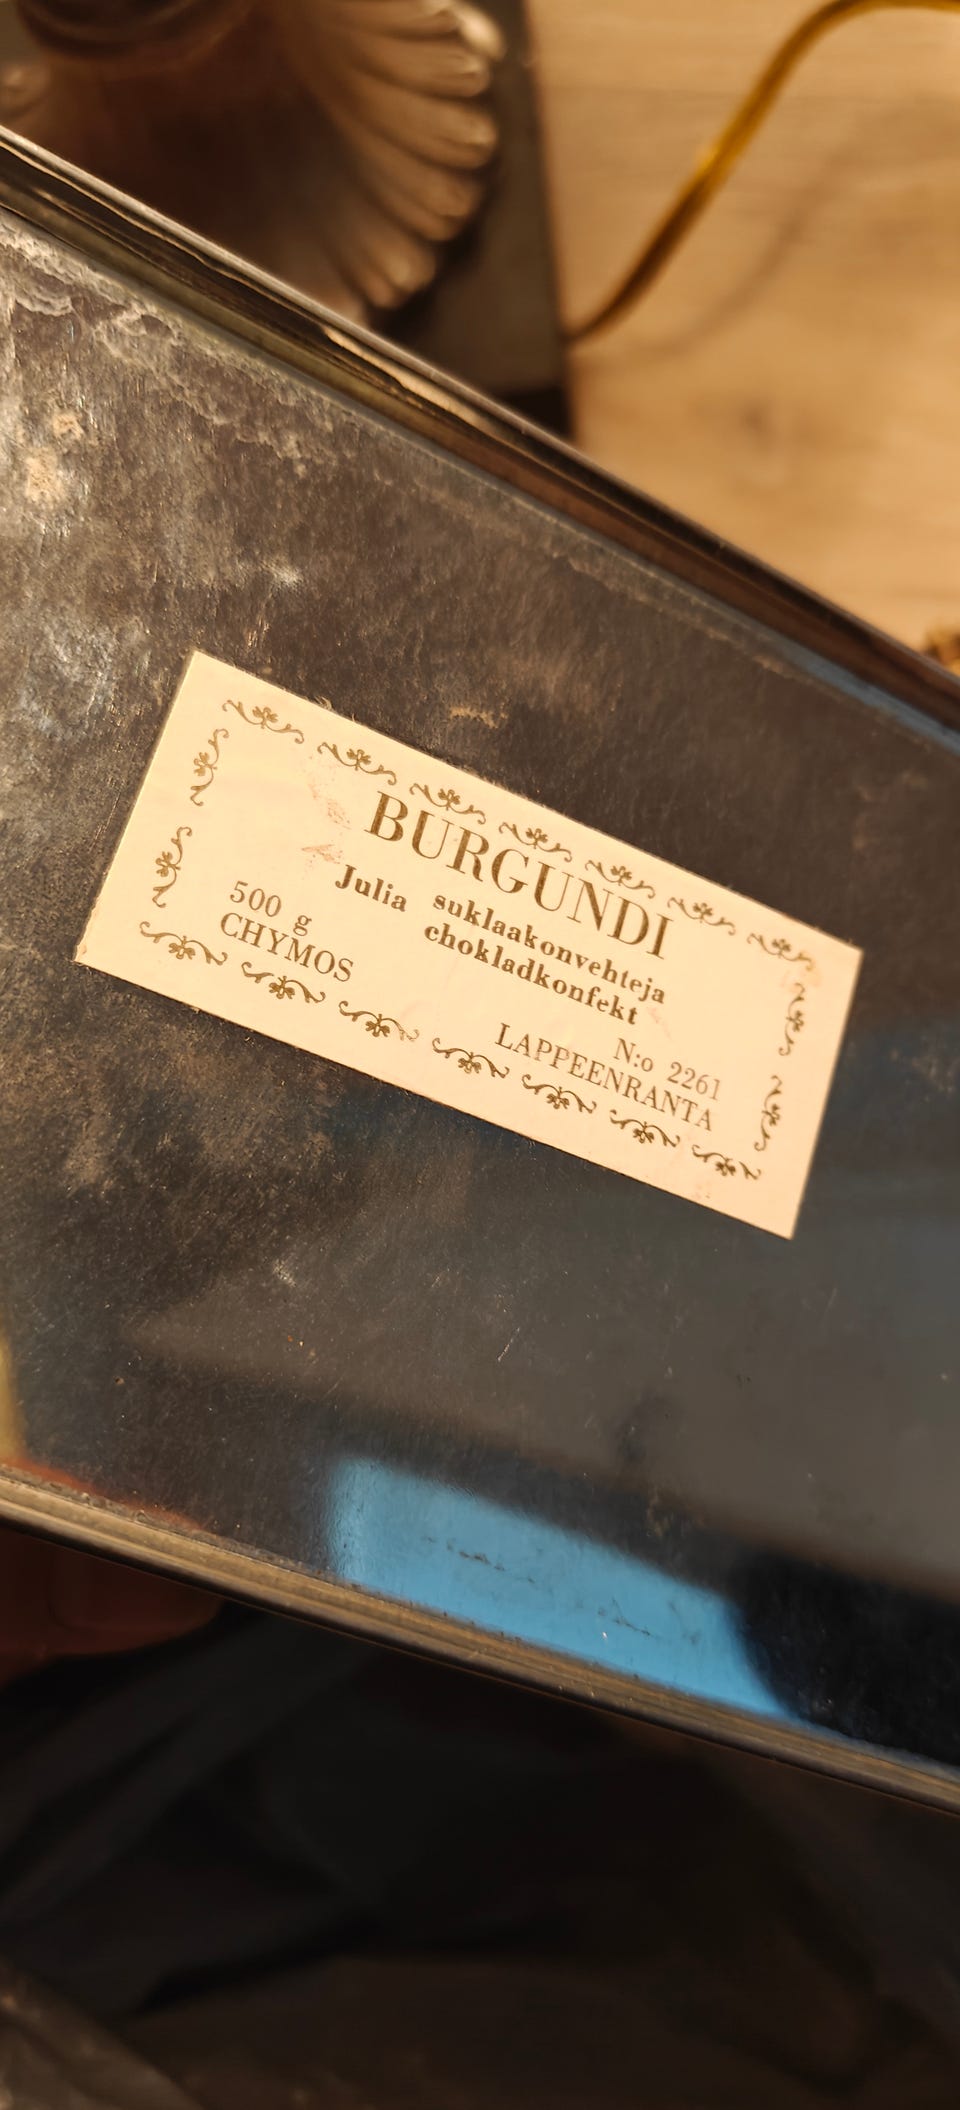 BURGUNDI
Julia suklaakonvehteja
chokladkonfekt
500 g N:o 2261
CHYMOS LAPPEENRANTA